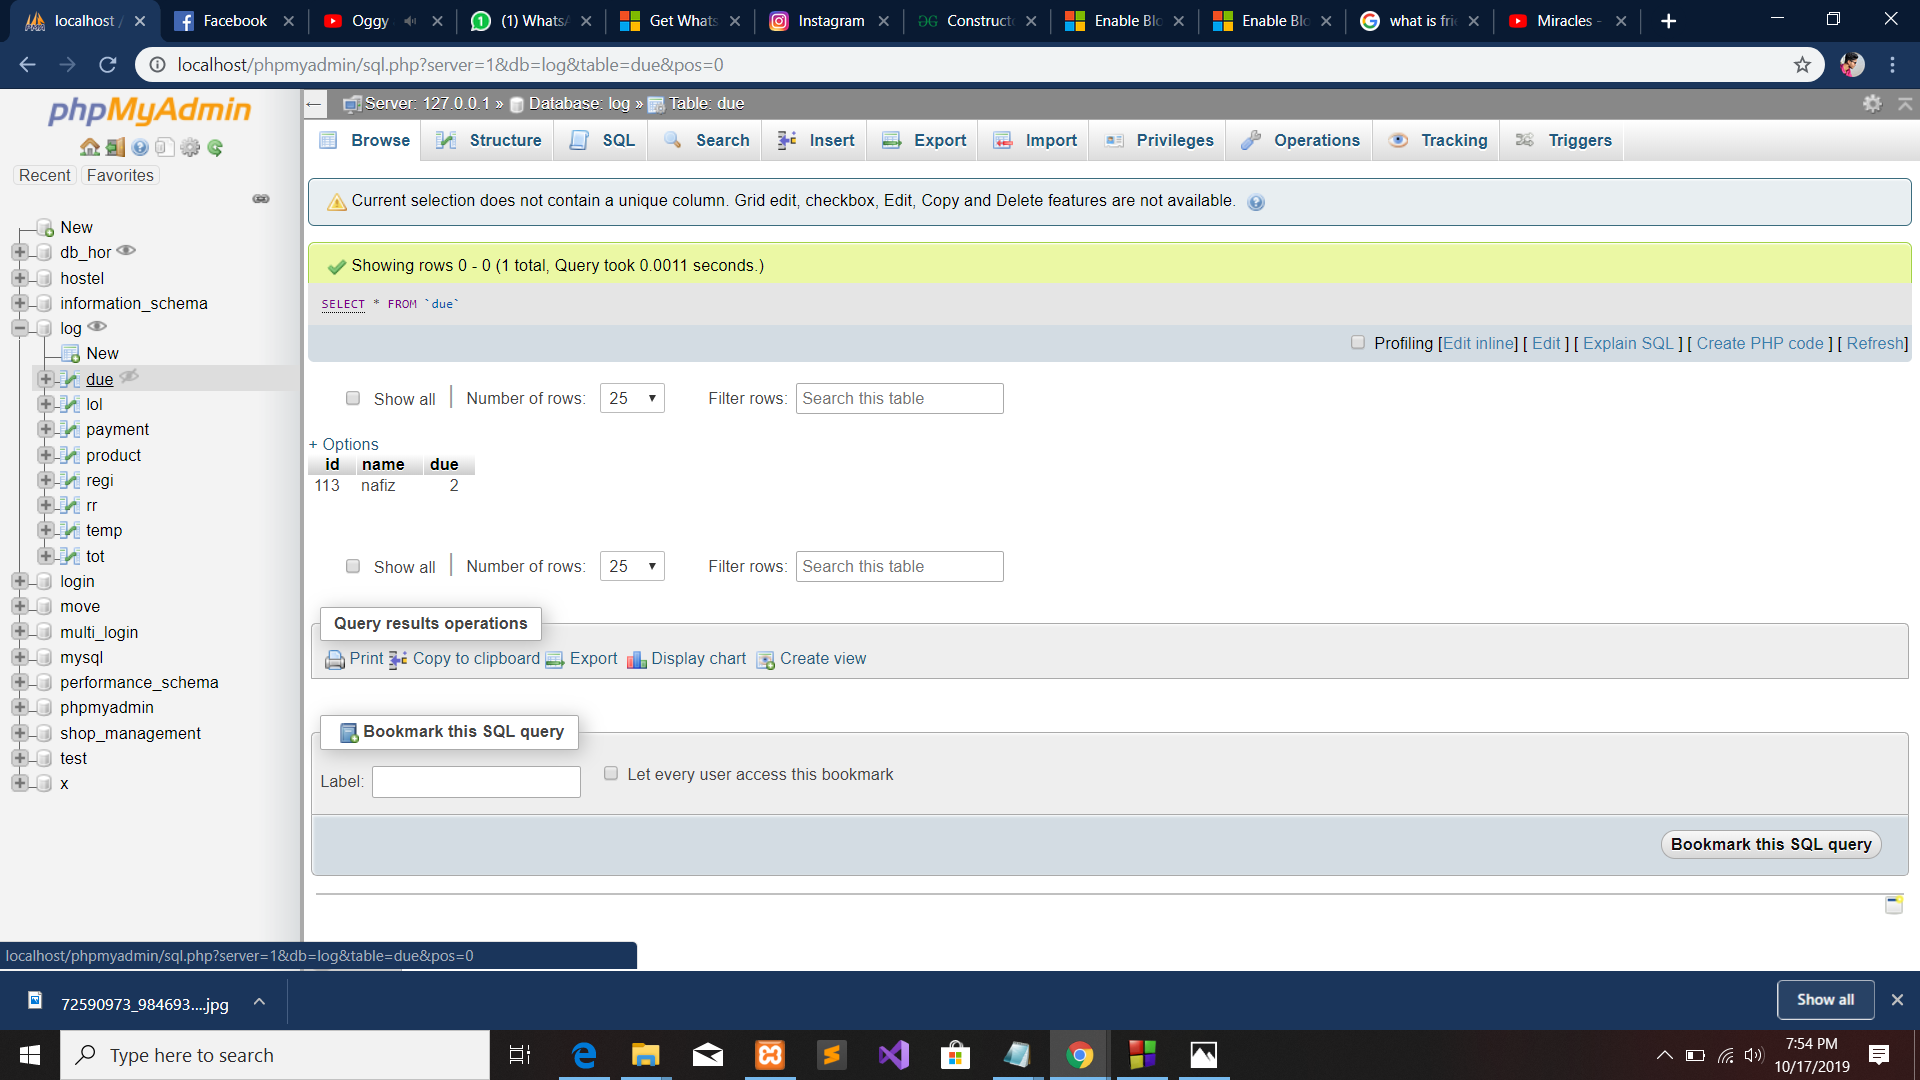 localhost /
Facebook
Oggy
(1) Whats
Get Whats
Instagram
Constructo
Enable Blo
Enable Blo
what is frie
Miracles -
localhost/phpmyadmin/sql.php?server=1&db=log&table=due&pos=0
phpMyAdmin
Recent
Favorites
New
db_hor
hostel
information_schema
log
New
due
lol
payment
product
regi
rr
temp
tot
login
move
multi_login
mysql
performance_schema
phpmyadmin
shop_management
test
x
Server: 127.0.0.1 » Database: log » Table: due
Browse Structure SQL Search Insert Export Import Privileges Operations Tracking Triggers
Current selection does not contain a unique column. Grid edit, checkbox, Edit, Copy and Delete features are not available.
Showing rows 0 - 0 (1 total, Query took 0.0011 seconds.)
SELECT * FROM `due`
Profiling [Edit inline] [ Edit ] [ Explain SQL ] [ Create PHP code ] [ Refresh]
Show all Number of rows: 25 Filter rows: Search this table
+ Options
id name due
113 nafiz 2
Show all Number of rows: 25 Filter rows: Search this table
Query results operations
Print Copy to clipboard Export Display chart Create view
Bookmark this SQL query
Label: Let every user access this bookmark
Bookmark this SQL query
localhost/phpmyadmin/sql.php?server=1&db=log&table=due&pos=0
72590973_984693....jpg
Show all
Type here to search
7:54 PM
10/17/2019